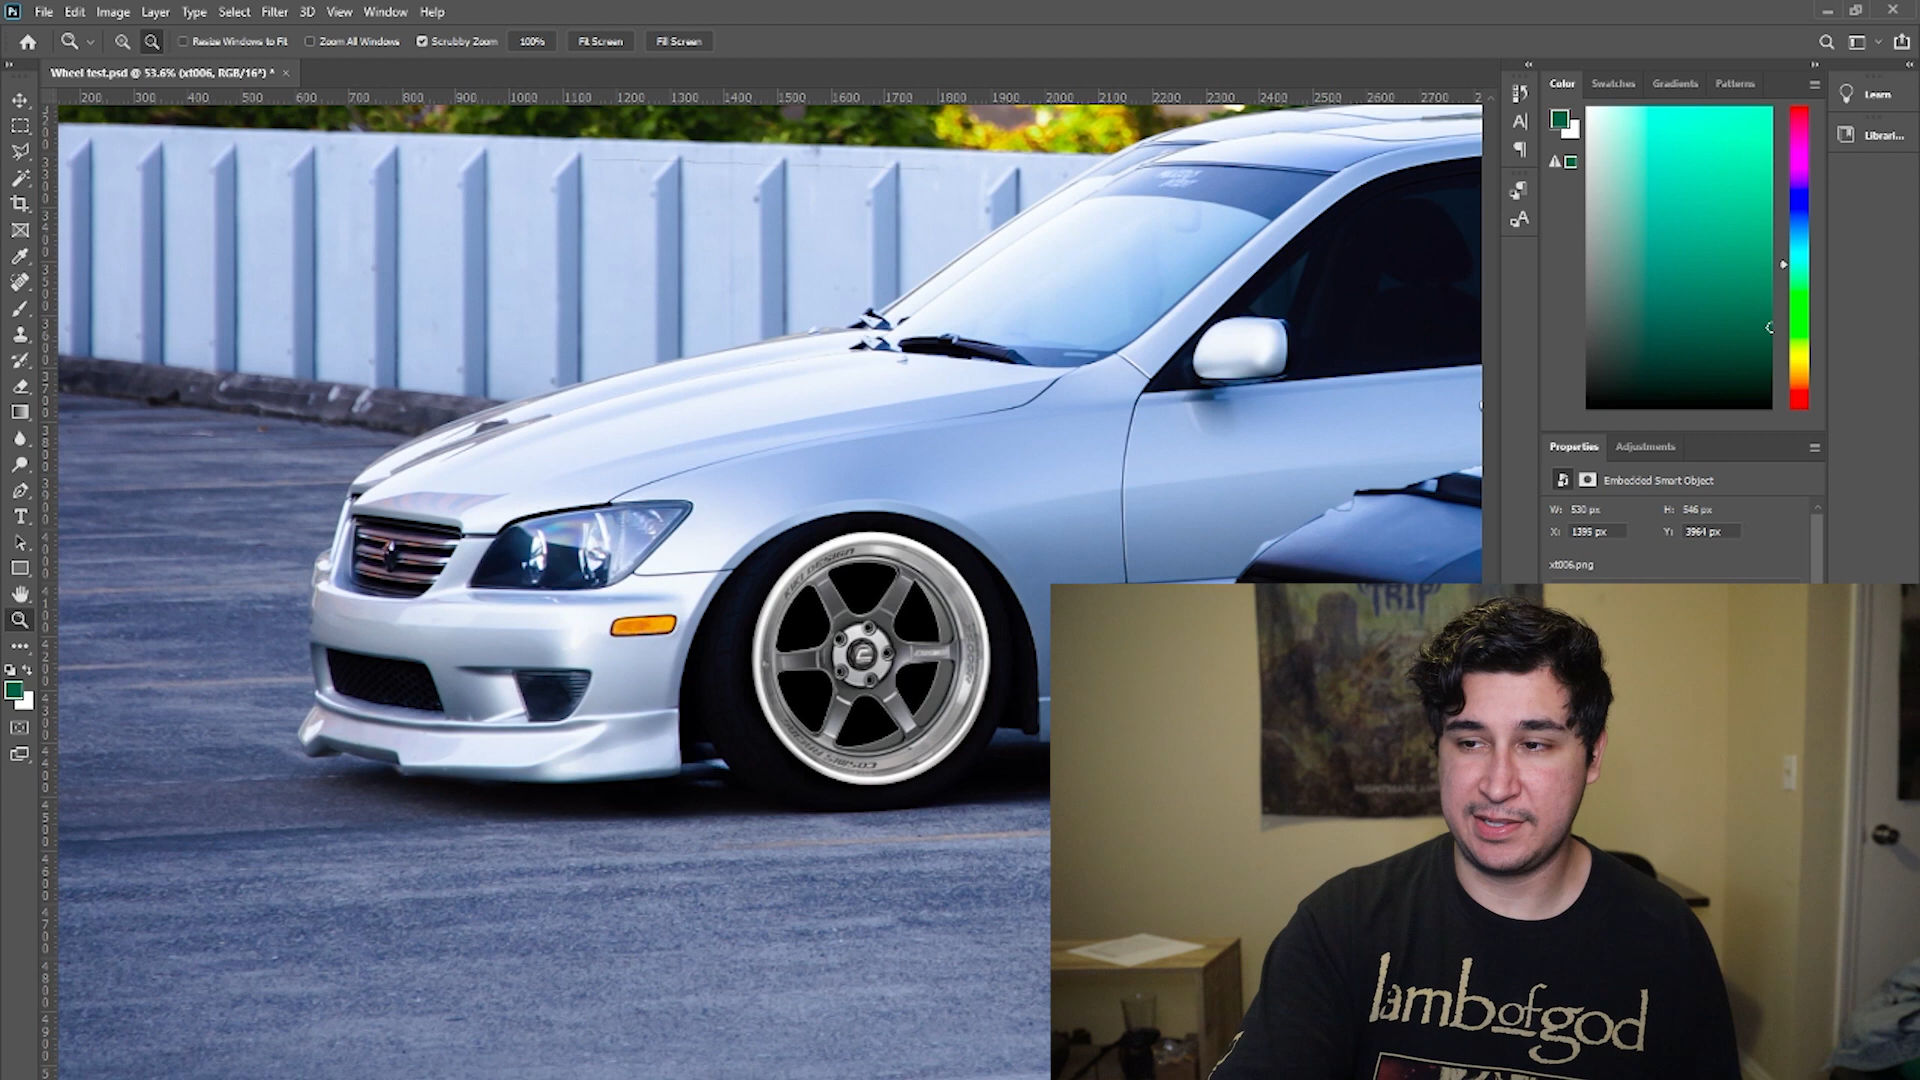 Ps File Edit Image Layer Type Select Filter 3D View Window Help
Resize Windows to Fit Zoom All Windows Scrubby Zoom 100% Fit Screen Fill Screen
Wheel test.psd @ 53.6% (xt006, RGB/16*) *
200 300 400 500 600 700 800 900 1000 1100 1200 1300 1400 1500 1600 1700 1800 1900 2000 2100 2200 2300 2400 2500 2600 2700
Color Swatches Gradients Patterns
Learn
Librari...
Properties Adjustments
Embedded Smart Object
W: 530 px H: 546 px
X: 1395 px Y: 3964 px
xt006.png
COSMIS RACING
TRIP
lamb of god